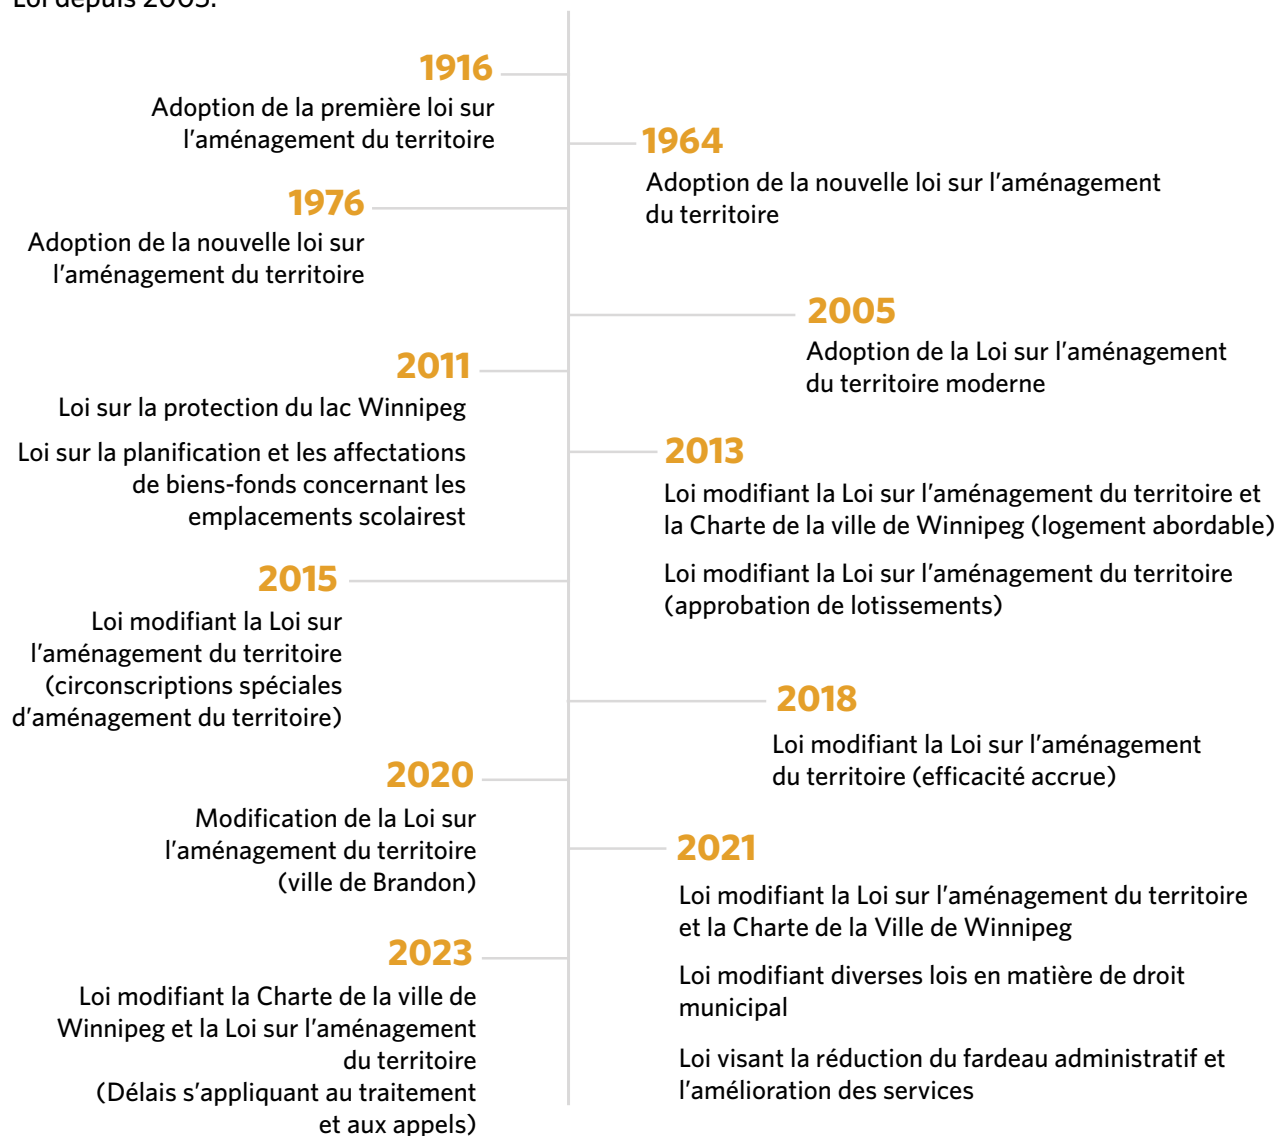 Loi depuis 2005.
1916
Adoption de la première loi sur
l'aménagement du territoire
1964
Adoption de la nouvelle loi sur l'aménagement
du territoire
1976
Adoption de la nouvelle loi sur
l'aménagement du territoire
2005
Adoption de la Loi sur l'aménagement
du territoire moderne
2011
Loi sur la protection du lac Winnipeg
Loi sur la planification et les affectations
de biens-fonds concernant les
emplacements scolairest
2013
Loi modifiant la Loi sur l'aménagement du territoire et
la Charte de la ville de Winnipeg (logement abordable)
Loi modifiant la Loi sur l'aménagement du territoire
(approbation de lotissements)
2015
Loi modifiant la Loi sur
l'aménagement du territoire
(circonscriptions spéciales
d'aménagement du territoire)
2018
Loi modifiant la Loi sur l'aménagement
du territoire (efficacité accrue)
2020
Modification de la Loi sur
l'aménagement du territoire
(ville de Brandon)
2021
Loi modifiant la Loi sur l'aménagement du territoire
et la Charte de la Ville de Winnipeg
Loi modifiant diverses lois en matière de droit
municipal
Loi visant la réduction du fardeau administratif et
l'amélioration des services
2023
Loi modifiant la Charte de la ville de
Winnipeg et la Loi sur l'aménagement
du territoire
(Délais s'appliquant au traitement
et aux appels)